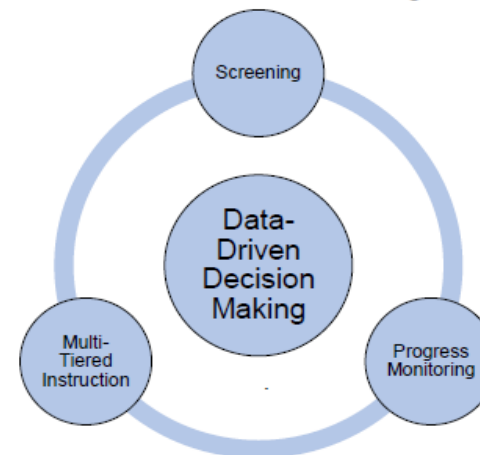 Screening
Data-
Driven
Decision
Making
Multi-
Tiered
Instruction
Progress
Monitoring